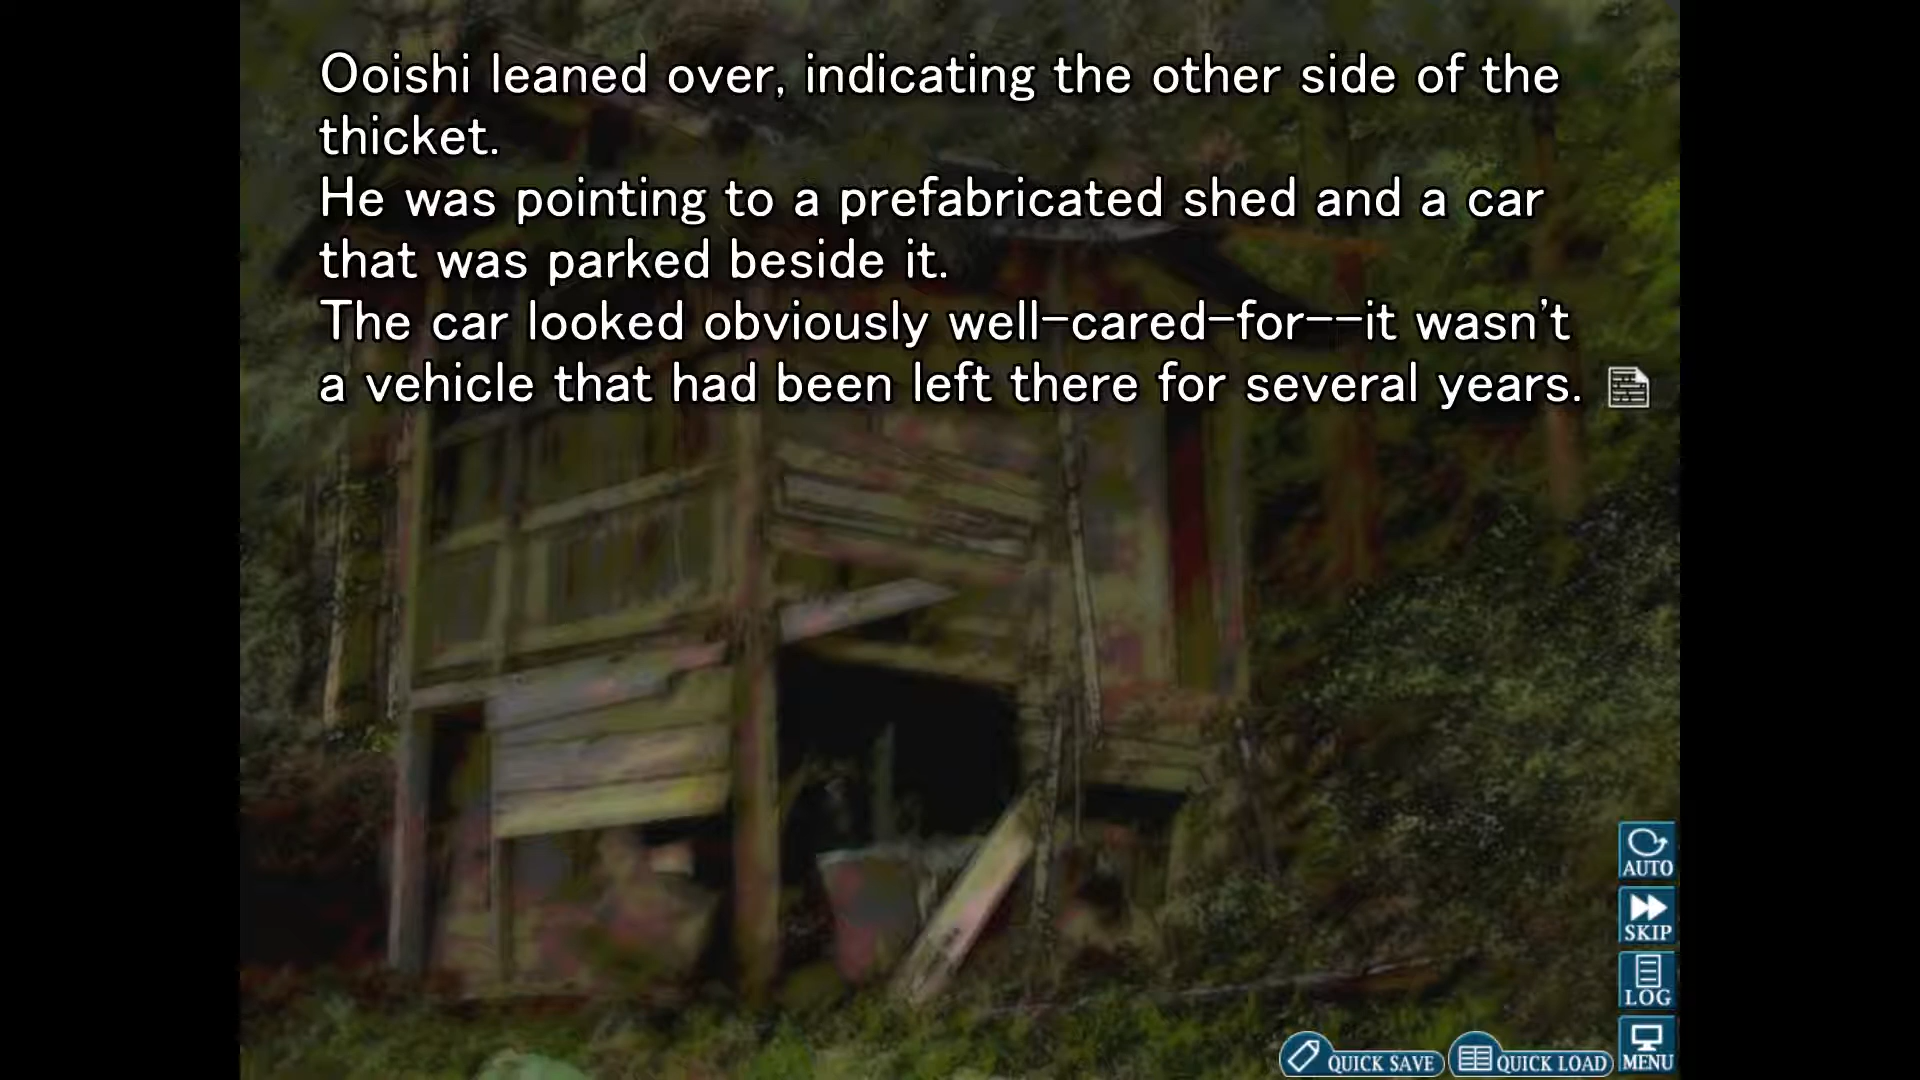 Ooishi leaned over, indicating the other side of the
thicket.
He was pointing to a prefabricated shed and a car
that was parked beside it.
The car looked obviously well-cared-for--it wasn't
a vehicle that had been left there for several years.
AUTO
SKIP
LOG
MENU
QUICK SAVE
QUICK LOAD